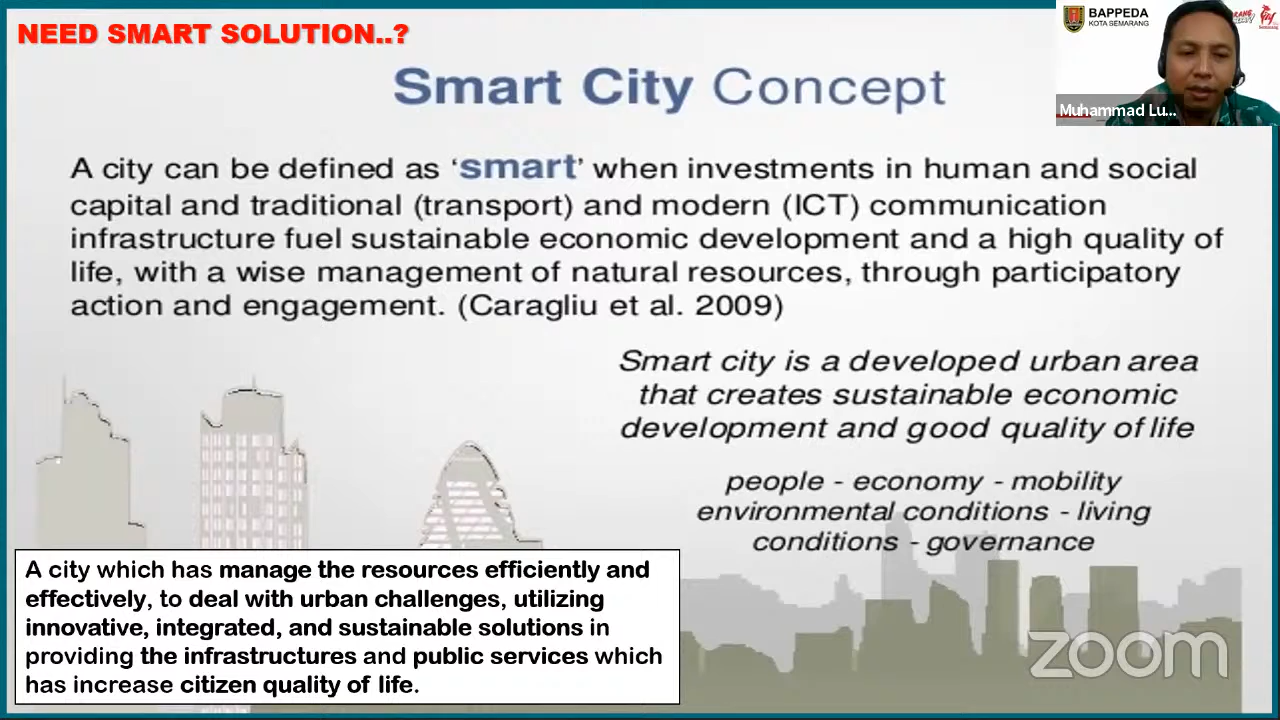 NEED SMART SOLUTION..?
BAPPEDA
KOTA SEMARANG
Muhammad Lu...
Smart City Concept
A city can be defined as ‘smart’ when investments in human and social
capital and traditional (transport) and modern (ICT) communication
infrastructure fuel sustainable economic development and a high quality of
life, with a wise management of natural resources, through participatory
action and engagement. (Caragliu et al. 2009)
Smart city is a developed urban area
that creates sustainable economic
development and good quality of life
people - economy - mobility
environmental conditions - living
conditions - governance
A city which has manage the resources efficiently and
effectively, to deal with urban challenges, utilizing
innovative, integrated, and sustainable solutions in
providing the infrastructures and public services which
has increase citizen quality of life.
zoom